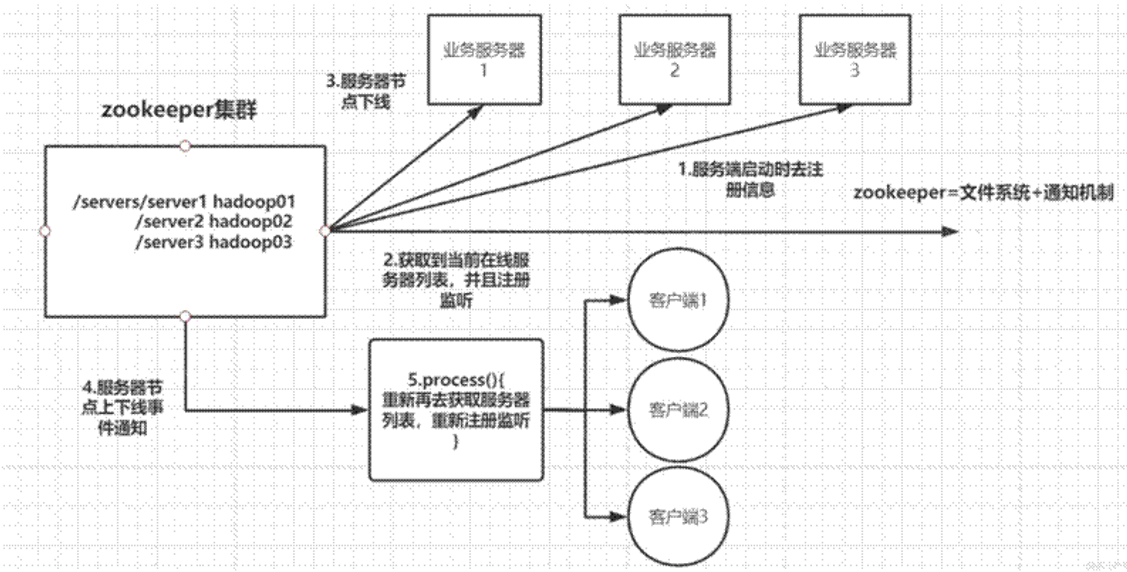 业务服务器
1
业务服务器
2
业务服务器
3
3.服务器节
点下线
zookeeper集群
/servers/server1 hadoop01
/server2 hadoop02
/server3 hadoop03
1.服务端启动时去注
册信息
zookeeper=文件系统+通知机制
2.获取到当前在线服
务器列表，并且注册
监听
客户端1
4.服务器节
点上下线事
件通知
5.process(){
重新再去获取服务器
列表，重新注册监听
}
客户端2
客户端3